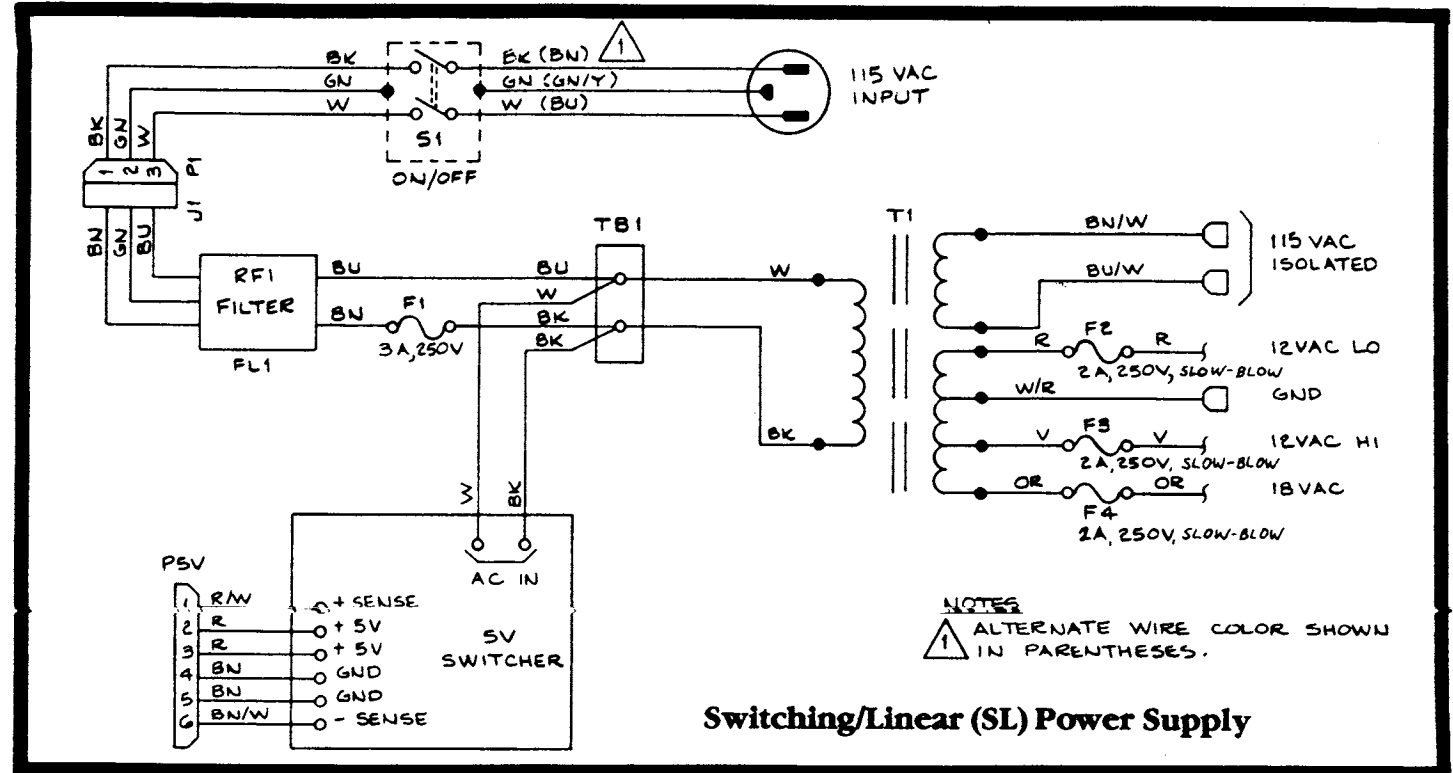 BK
GN
W
S1
ON/OFF
BK (BN)
1
GN (GN/Y)
W (BU)
115 VAC
INPUT
BK
GN
W
1
2
3
P1
J1
BN
GN
BU
RFI
FILTER
FL1
BU
BN
F1
3A, 250V
TB1
BU
W
BK
BK
W
BK
W
BK
T1
BN/W
BU/W
115 VAC
ISOLATED
R
F2
R
12VAC LO
2A, 250V, SLOW-BLOW
W/R
GND
V
F3
V
12VAC HI
2A, 250V, SLOW-BLOW
OR
OR
18VAC
F4
2A, 250V, SLOW-BLOW
AC IN
P5V
1 R/W + SENSE
2 R + 5V
3 R + 5V
4 BN GND
5 BN GND
6 BN/W - SENSE
5V
SWITCHER
NOTES
1 ALTERNATE WIRE COLOR SHOWN
IN PARENTHESES.
Switching/Linear (SL) Power Supply